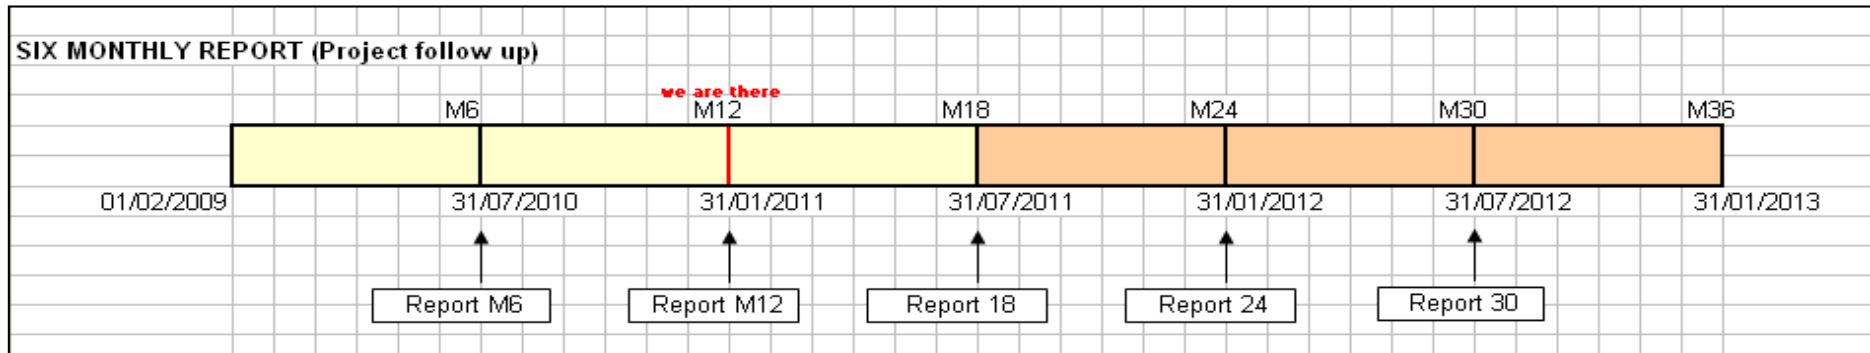 SIX MONTHLY REPORT (Project follow up)
we are there
M6 M12 M18 M24 M30 M36
01/02/2009 31/07/2010 31/01/2011 31/07/2011 31/01/2012 31/07/2012 31/01/2013
Report M6 Report M12 Report 18 Report 24 Report 30